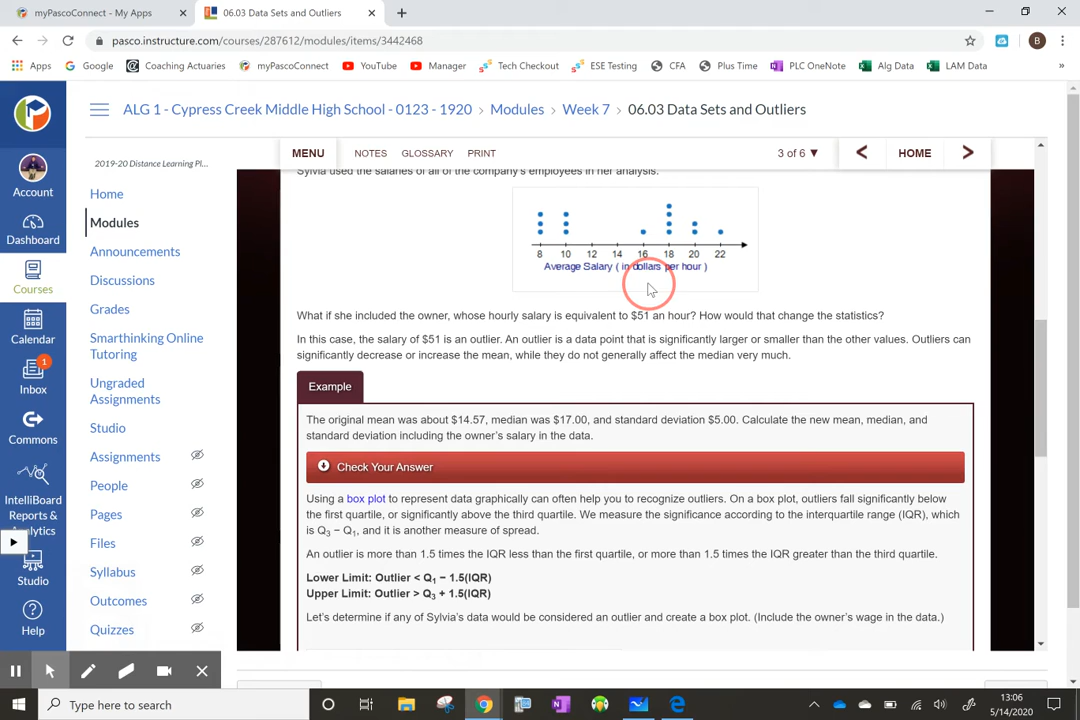 myPascoConnect - My Apps
06.03 Data Sets and Outliers
pasco.instructure.com/courses/287612/modules/items/3442468
B
Apps
Google
Coaching Actuaries
myPascoConnect
YouTube
Manager
Tech Checkout
ESE Testing
CFA
Plus Time
PLC OneNote
Alg Data
LAM Data
»
Account
Dashboard
Courses
Calendar
1
Inbox
Commons
IntelliBoard
Reports &
Analytics
Studio
Help
ALG 1 - Cypress Creek Middle High School - 0123 - 1920 > Modules > Week 7 > 06.03 Data Sets and Outliers
2019-20 Distance Learning Pl...
Home
Modules
Announcements
Assignments
Grades
Smarthinking Online
Tutoring
Ungraded
Assignments
Studio
Assignments
People
Pages
Files
Syllabus
Outcomes
Quizzes
MENU NOTES GLOSSARY PRINT 3 of 6 ▼ < HOME >
Sylvia used the salaries of all of the company's employees in her analysis.
8 10 12 14 16 18 20 22
Average Salary ( in dollars per hour )
What if she included the owner, whose hourly salary is equivalent to $51 an hour? How would that change the statistics?
In this case, the salary of $51 is an outlier. An outlier is a data point that is significantly larger or smaller than the other values. Outliers can
significantly decrease or increase the mean, while they do not generally affect the median very much.
Example
The original mean was about $14.57, median was $17.00, and standard deviation $5.00. Calculate the new mean, median, and
standard deviation including the owner's salary in the data.
Check Your Answer
Using a box plot to represent data graphically can often help you to recognize outliers. On a box plot, outliers fall significantly below
the first quartile, or significantly above the third quartile. We measure the significance according to the interquartile range (IQR), which
is Q3 − Q1, and it is another measure of spread.
An outlier is more than 1.5 times the IQR less than the first quartile, or more than 1.5 times the IQR greater than the third quartile.
Lower Limit: Outlier < Q1 − 1.5(IQR)
Upper Limit: Outlier > Q3 + 1.5(IQR)
Let's determine if any of Sylvia's data would be considered an outlier and create a box plot. (Include the owner's wage in the data.)
Type here to search
13:06
5/14/2020